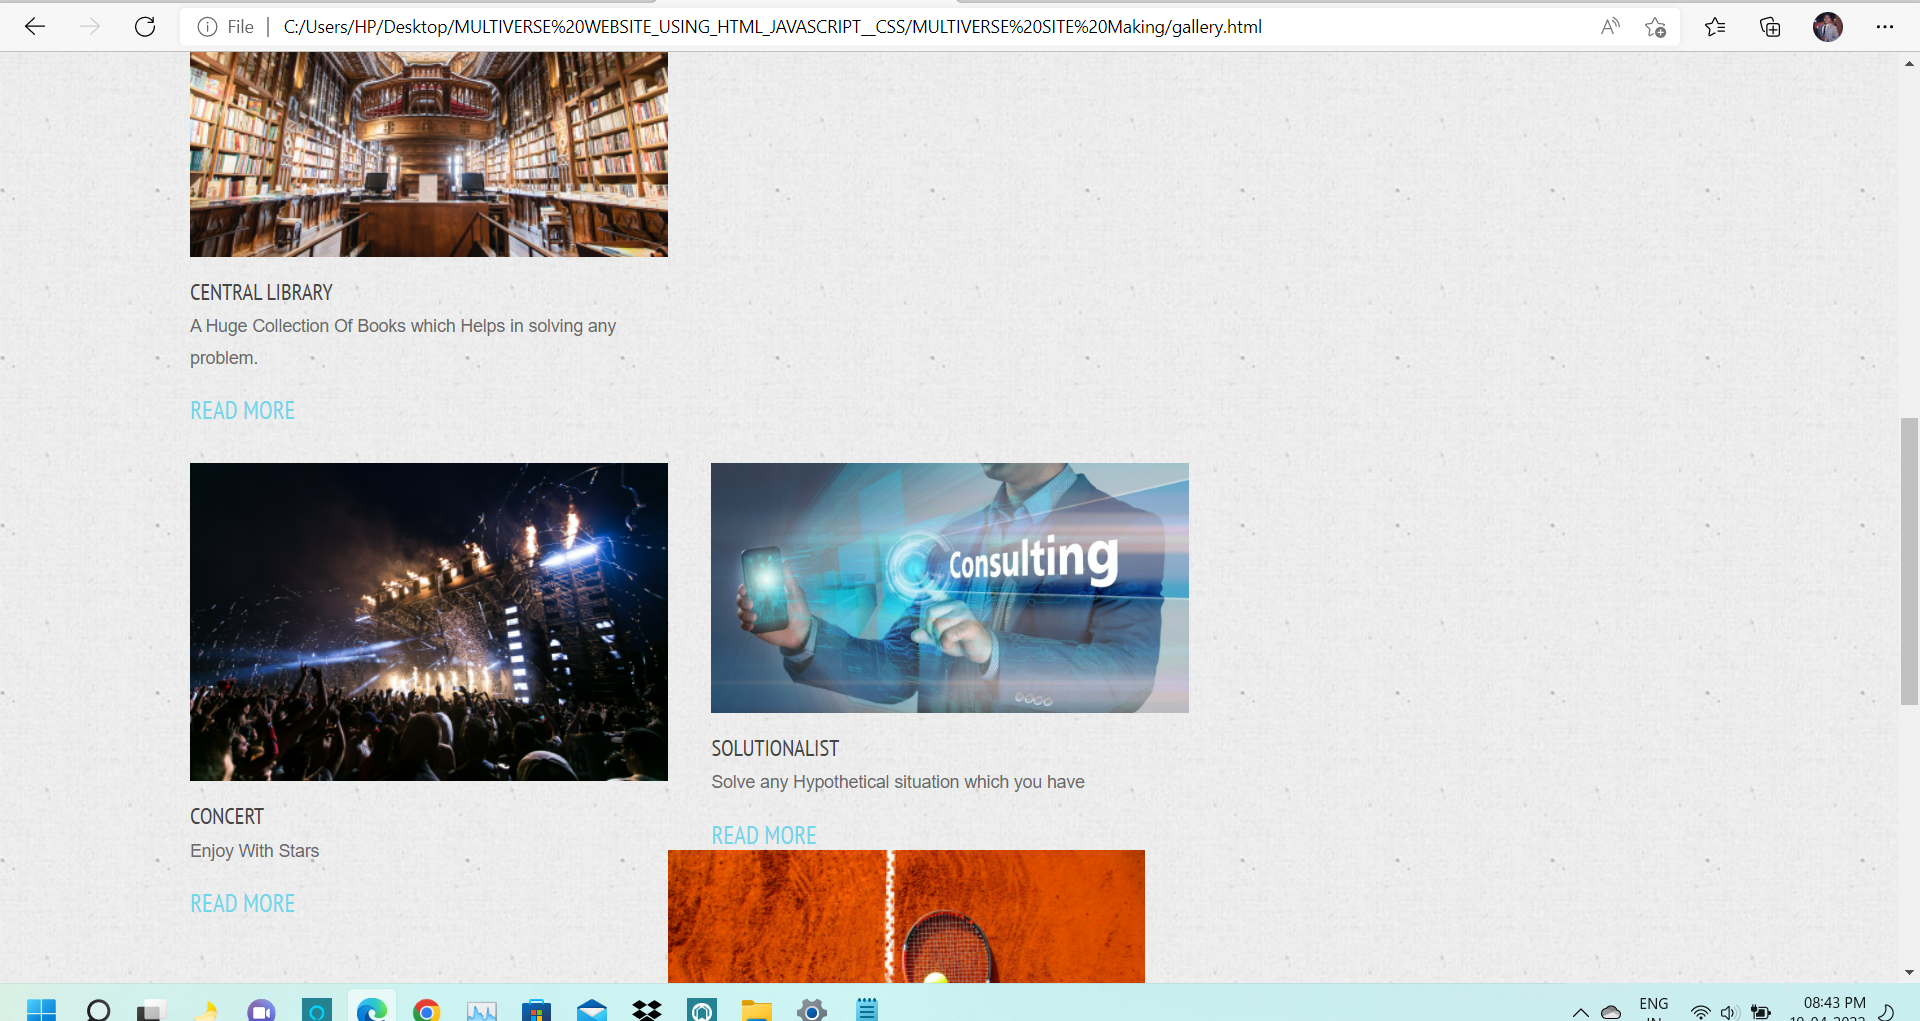 File
C:/Users/HP/Desktop/MULTIVERSE%20WEBSITE_USING_HTML_JAVASCRIPT__CSS/MULTIVERSE%20SITE%20Making/gallery.html
CENTRAL LIBRARY
A Huge Collection Of Books which Helps in solving any
problem.
READ MORE
Consulting
CONCERT
Enjoy With Stars
READ MORE
SOLUTIONALIST
Solve any Hypothetical situation which you have
READ MORE
ENG
08:43 PM